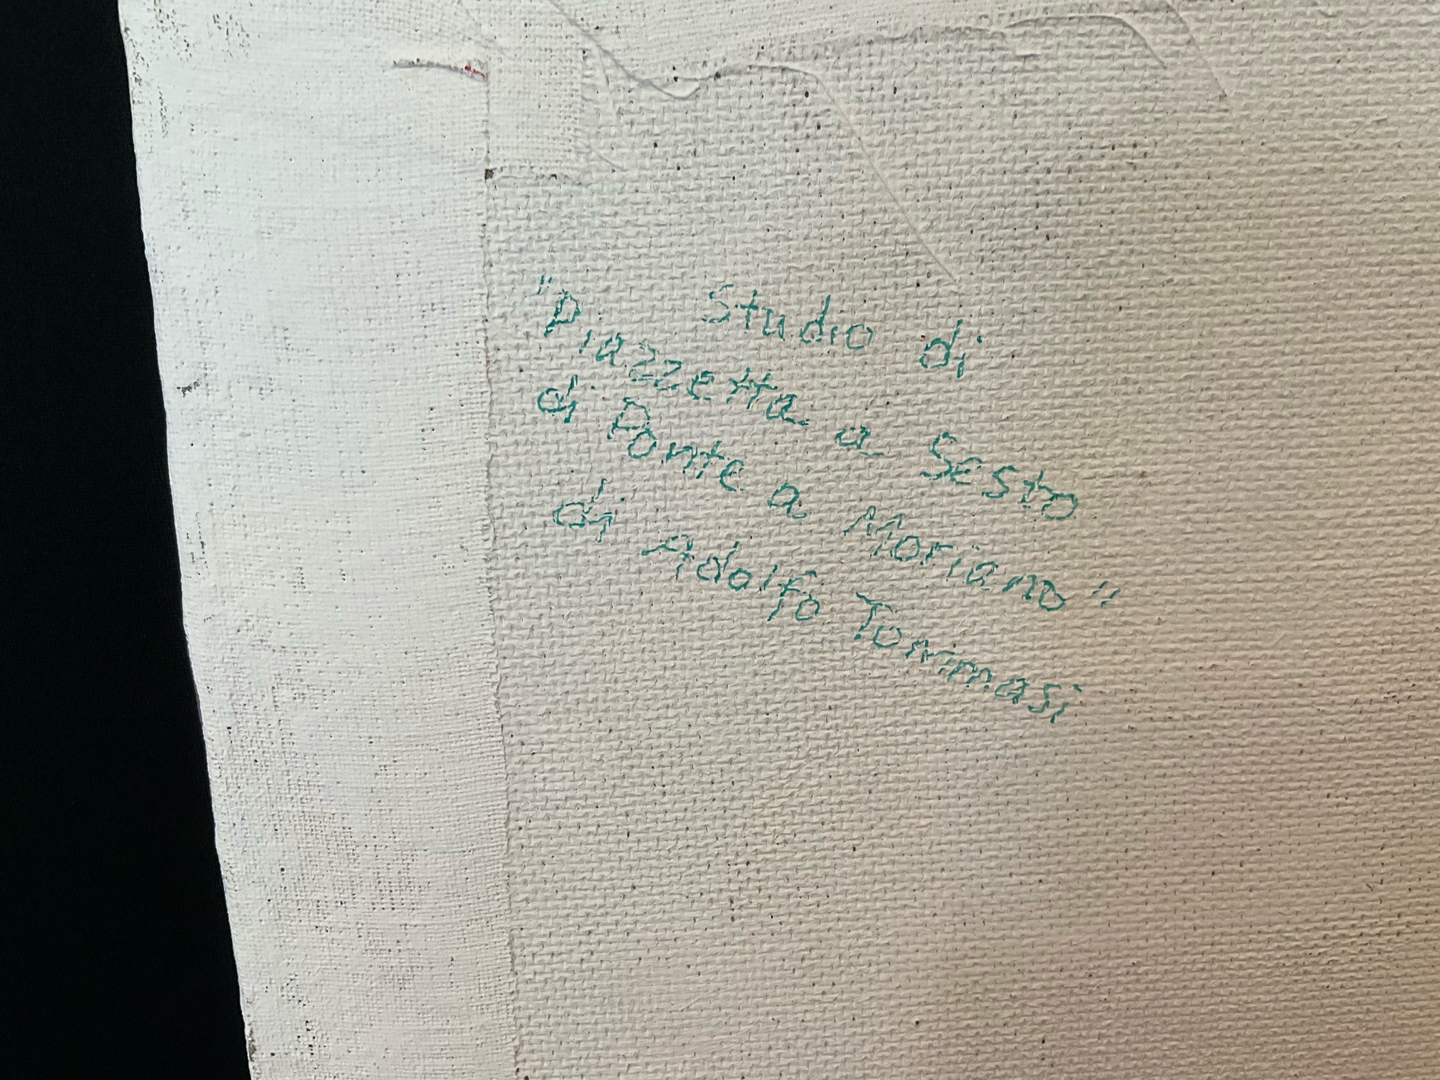 Studio di
"Piazzetta a Sesto
di Ponte a Moriano"
di Adolfo Tommasi